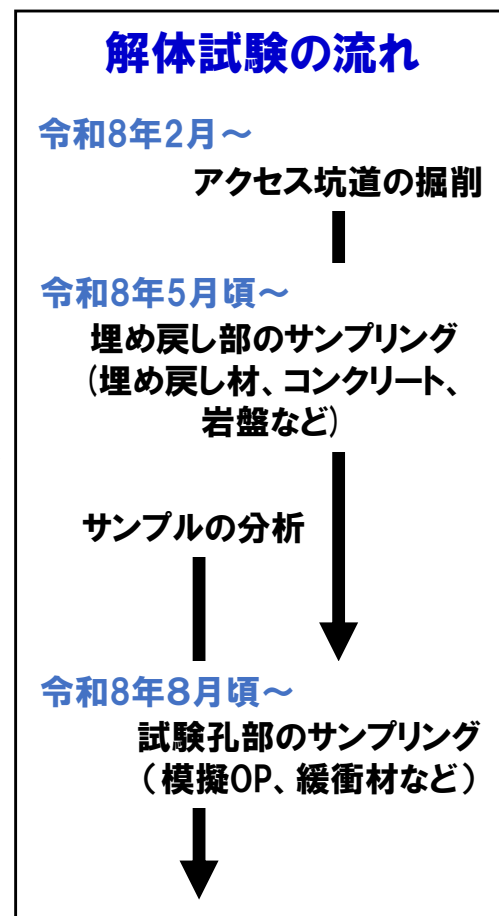 解体試験の流れ
令和8年2月～
アクセス坑道の掘削
令和8年5月頃～
埋め戻し部のサンプリング
(埋め戻し材、コンクリート、
岩盤など)
サンプルの分析
令和8年８月頃～
試験孔部のサンプリング
（模擬OP、緩衝材など）